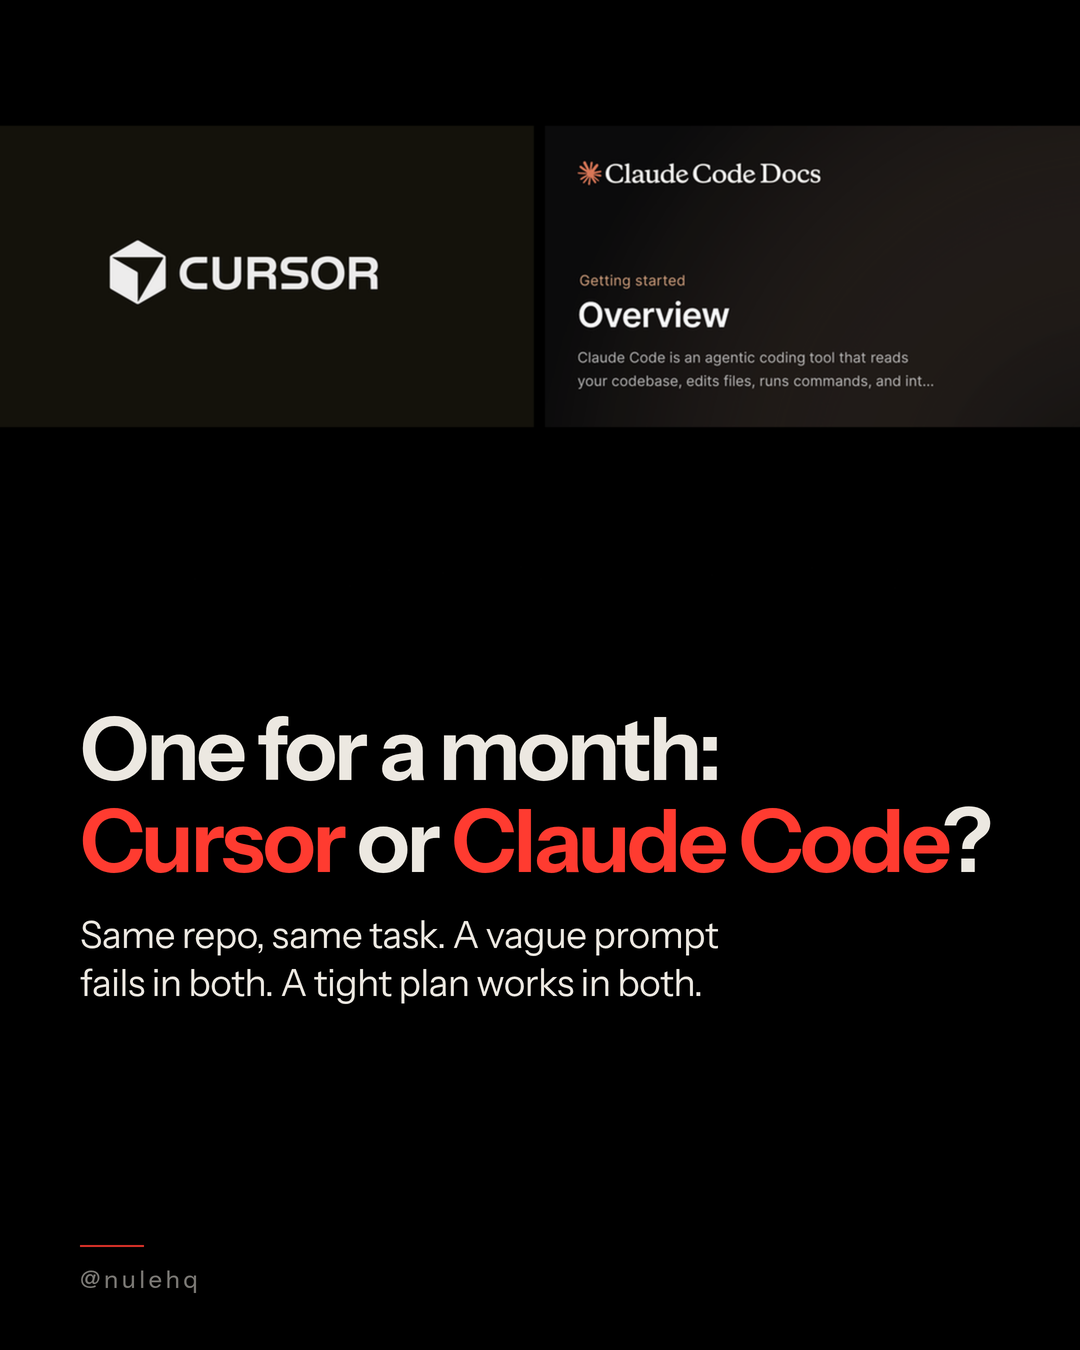 CURSOR
Claude Code Docs
Getting started
Overview
Claude Code is an agentic coding tool that reads
your codebase, edits files, runs commands, and int...
One for a month:
Cursor or Claude Code?
Same repo, same task. A vague prompt
fails in both. A tight plan works in both.
@nulehq